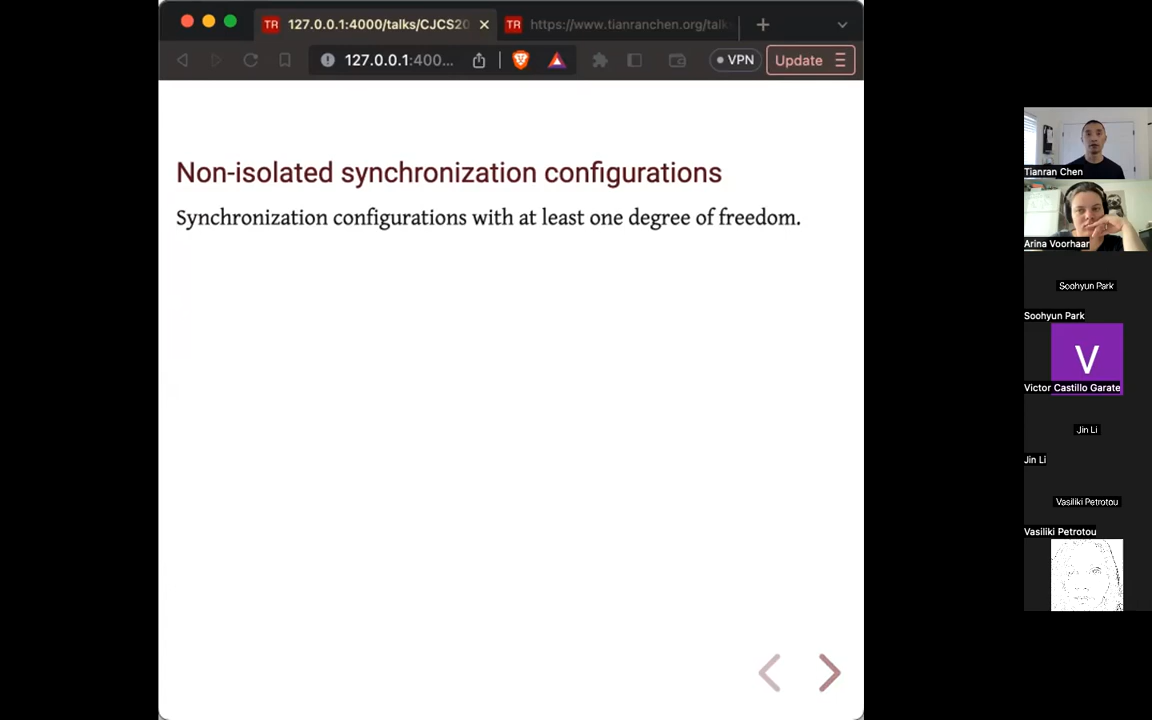 127.0.0.1:4000/talks/CJCS20
https://www.tianranchen.org/talk
127.0.0.1:400...
VPN
Update
Non-isolated synchronization configurations
Synchronization configurations with at least one degree of freedom.
Tianran Chen
Arina Voorhaar
Soohyun Park
Soohyun Park
V
Victor Castillo Garate
Jin Li
Jin Li
Vasiliki Petrotou
Vasiliki Petrotou